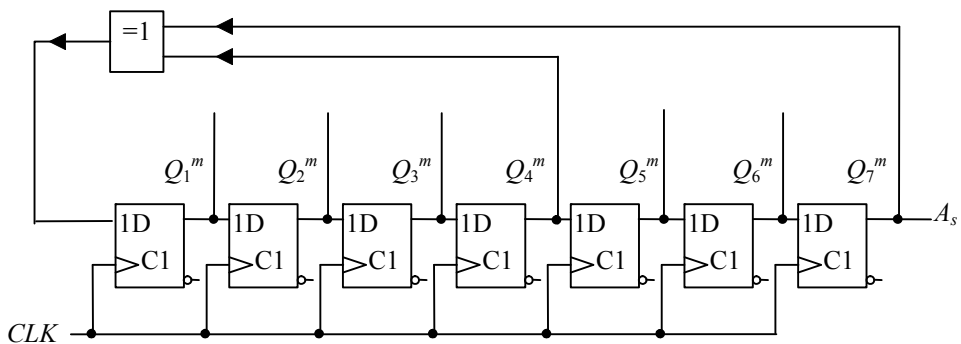 =1
Q₁ᵐ Q₂ᵐ Q₃ᵐ Q₄ᵐ Q₅ᵐ Q₆ᵐ Q₇ᵐ
1D 1D 1D 1D 1D 1D 1D Aₛ
C1 C1 C1 C1 C1 C1 C1
CLK